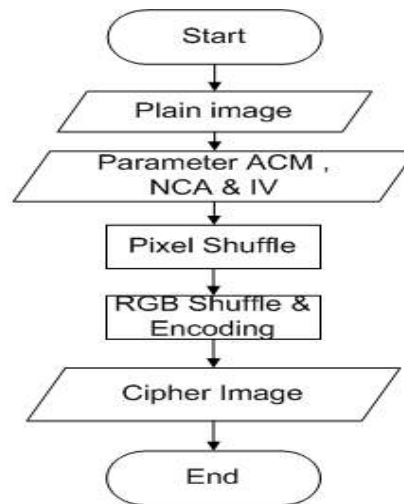 Start
Plain image
Parameter ACM ,
NCA & IV
Pixel Shuffle
RGB Shuffle &
Encoding
Cipher Image
End